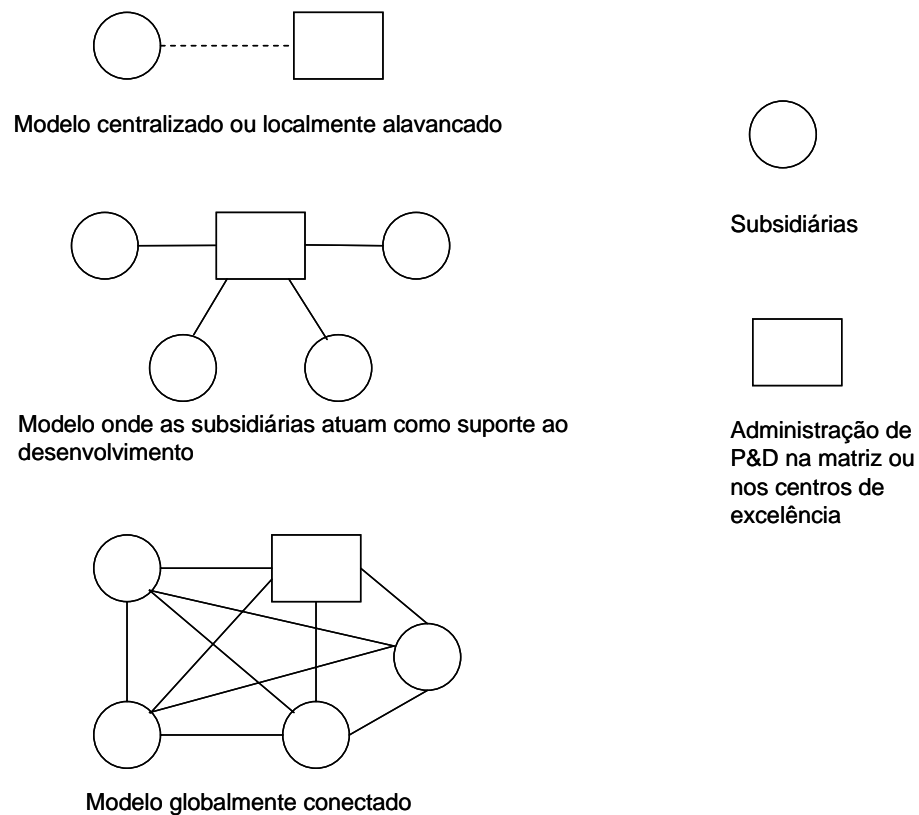 Modelo centralizado ou localmente alavancado
Subsidiárias
Modelo onde as subsidiárias atuam como suporte ao
desenvolvimento
Administração de
P&D na matriz ou
nos centros de
excelência
Modelo globalmente conectado